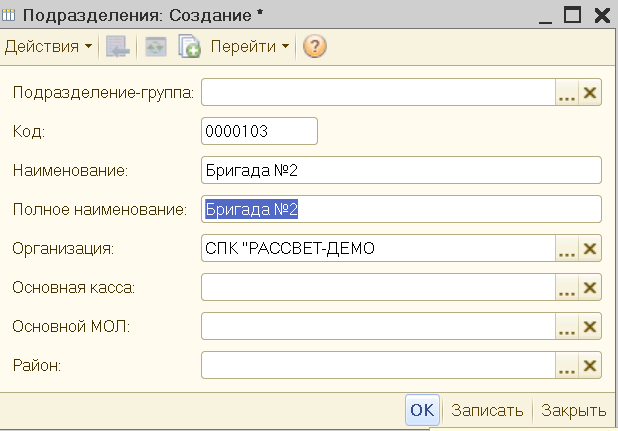 Подразделения: Создание *
Действия Перейти ?
Подразделение-группа: ...
Код: 0000103
Наименование: Бригада №2
Полное наименование: Бригада №2
Организация: СПК "РАССВЕТ-ДЕМО ...
Основная касса: ...
Основной МОЛ: ...
Район: ...
OK Записать Закрыть